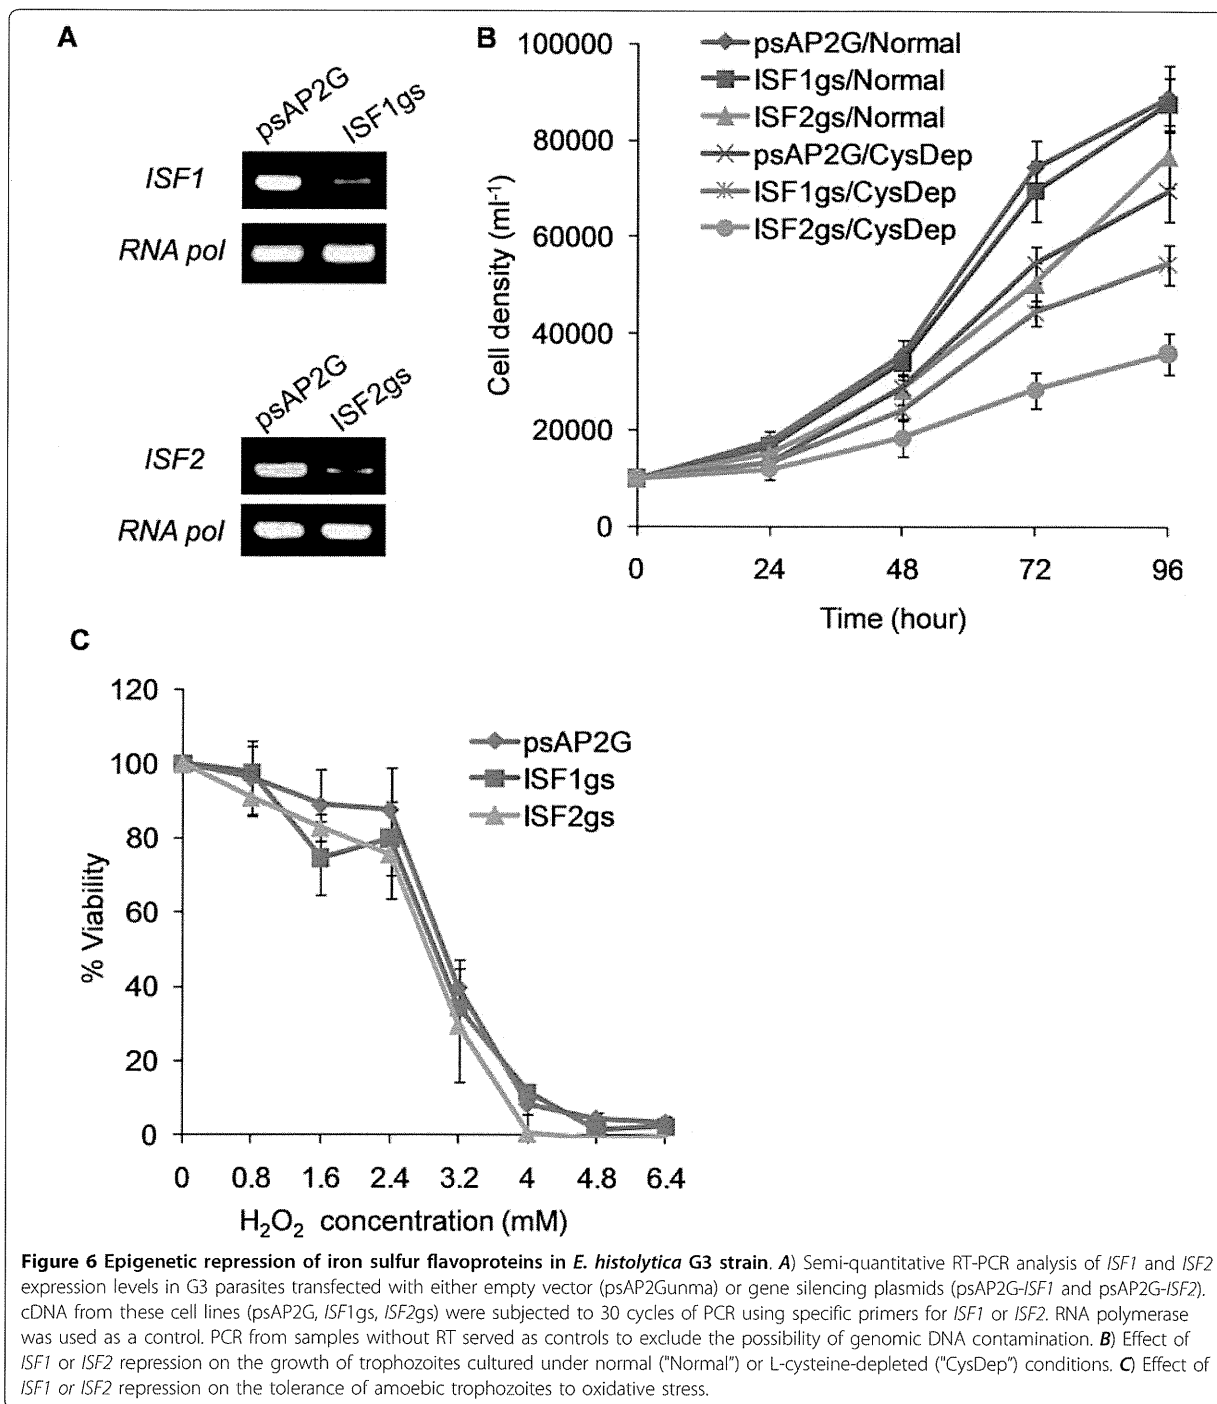 A
psAP2G
ISF1gs
ISF1
RNA pol
psAP2G
ISF2gs
ISF2
RNA pol
B
100000
80000
60000
40000
20000
0
Cell density (ml⁻¹)
psAP2G/Normal
ISF1gs/Normal
ISF2gs/Normal
psAP2G/CysDep
ISF1gs/CysDep
ISF2gs/CysDep
0 24 48 72 96
Time (hour)
C
120
100
80
60
40
20
0
% Viability
psAP2G
ISF1gs
ISF2gs
0 0.8 1.6 2.4 3.2 4 4.8 6.4
H₂O₂ concentration (mM)
Figure 6 Epigenetic repression of iron sulfur flavoproteins in E. histolytica G3 strain. A) Semi-quantitative RT-PCR analysis of ISF1 and ISF2
expression levels in G3 parasites transfected with either empty vector (psAP2Gunma) or gene silencing plasmids (psAP2G-ISF1 and psAP2G-ISF2).
cDNA from these cell lines (psAP2G, ISF1gs, ISF2gs) were subjected to 30 cycles of PCR using specific primers for ISF1 or ISF2. RNA polymerase
was used as a control. PCR from samples without RT served as controls to exclude the possibility of genomic DNA contamination. B) Effect of
ISF1 or ISF2 repression on the growth of trophozoites cultured under normal ("Normal") or L-cysteine-depleted ("CysDep") conditions. C) Effect of
ISF1 or ISF2 repression on the tolerance of amoebic trophozoites to oxidative stress.